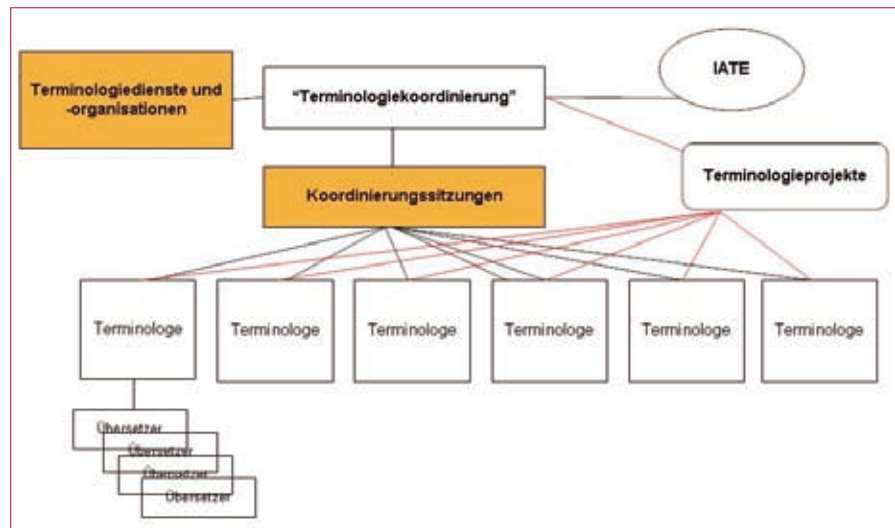 Terminologiedienste und
-organisationen
"Terminologiekoordinierung"
IATE
Koordinierungssitzungen
Terminologieprojekte
Terminologe
Terminologe
Terminologe
Terminologe
Terminologe
Terminologe
Übersetzer
Übersetzer
Übersetzer
Übersetzer